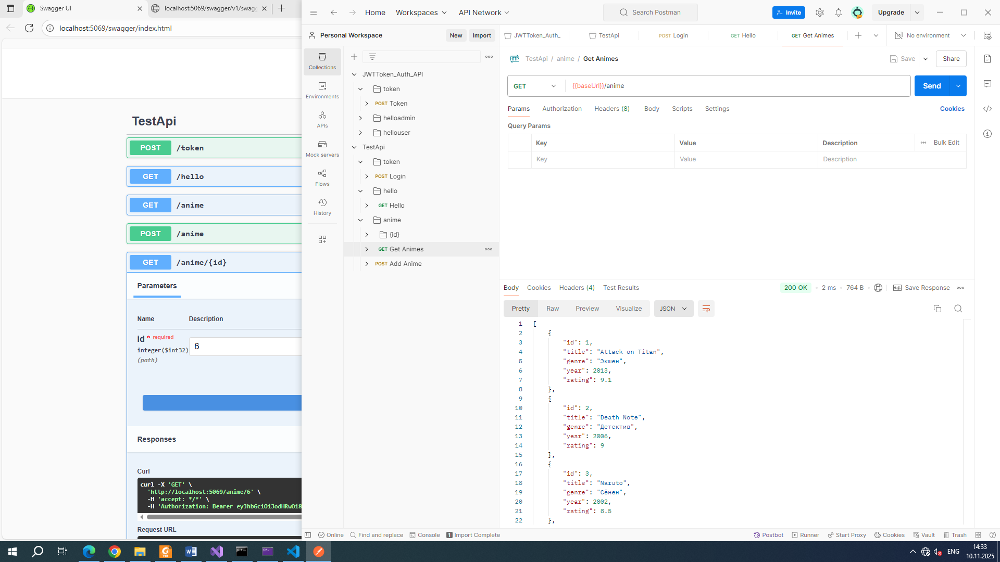 Swagger UI
localhost:5069/swagger/v1/swagg
localhost:5069/swagger/index.html
TestApi
POST /token
GET /hello
GET /anime
POST /anime
GET /anime/{id}
Parameters
Name Description
id * required
integer($int32)
(path)
6
Responses
Curl
curl -X 'GET' \
'http://localhost:5069/anime/6' \
-H 'accept: */*' \
-H 'Authorization: Bearer eyJhbGciOiJodHRwOi8
Request URL
Home Workspaces API Network
Search Postman
Invite
Upgrade
Personal Workspace
New Import
JWTToken_Auth_
TestApi
POST Login
GET Hello
GET Get Animes
No environment
Collections
Environments
APIs
Mock servers
Flows
History
JWTToken_Auth_API
token
POST Token
helloadmin
hellouser
TestApi
token
POST Login
hello
GET Hello
anime
{id}
GET Get Animes
POST Add Anime
HTTP TestApi / anime / Get Animes
Save Share
GET {{baseUrl}}/anime
Send
Params Authorization Headers (8) Body Scripts Settings Cookies
Query Params
Key Value Description Bulk Edit
Key Value Description
Body Cookies Headers (4) Test Results
200 OK 2 ms 764 B e.g. Save Response
Pretty Raw Preview Visualize JSON
1 [
2 {
3 "id": 1,
4 "title": "Attack on Titan",
5 "genre": "Экшен",
6 "year": 2013,
7 "rating": 9.1
8 },
9 {
10 "id": 2,
11 "title": "Death Note",
12 "genre": "Детектив",
13 "year": 2006,
14 "rating": 9
15 },
16 {
17 "id": 3,
18 "title": "Naruto",
19 "genre": "Сёнен",
20 "year": 2002,
21 "rating": 8.5
22 },
Online Find and replace Console 1 Import Complete
Postbot Runner Start Proxy Cookies Vault Trash
ENG
14:33
10.11.2025